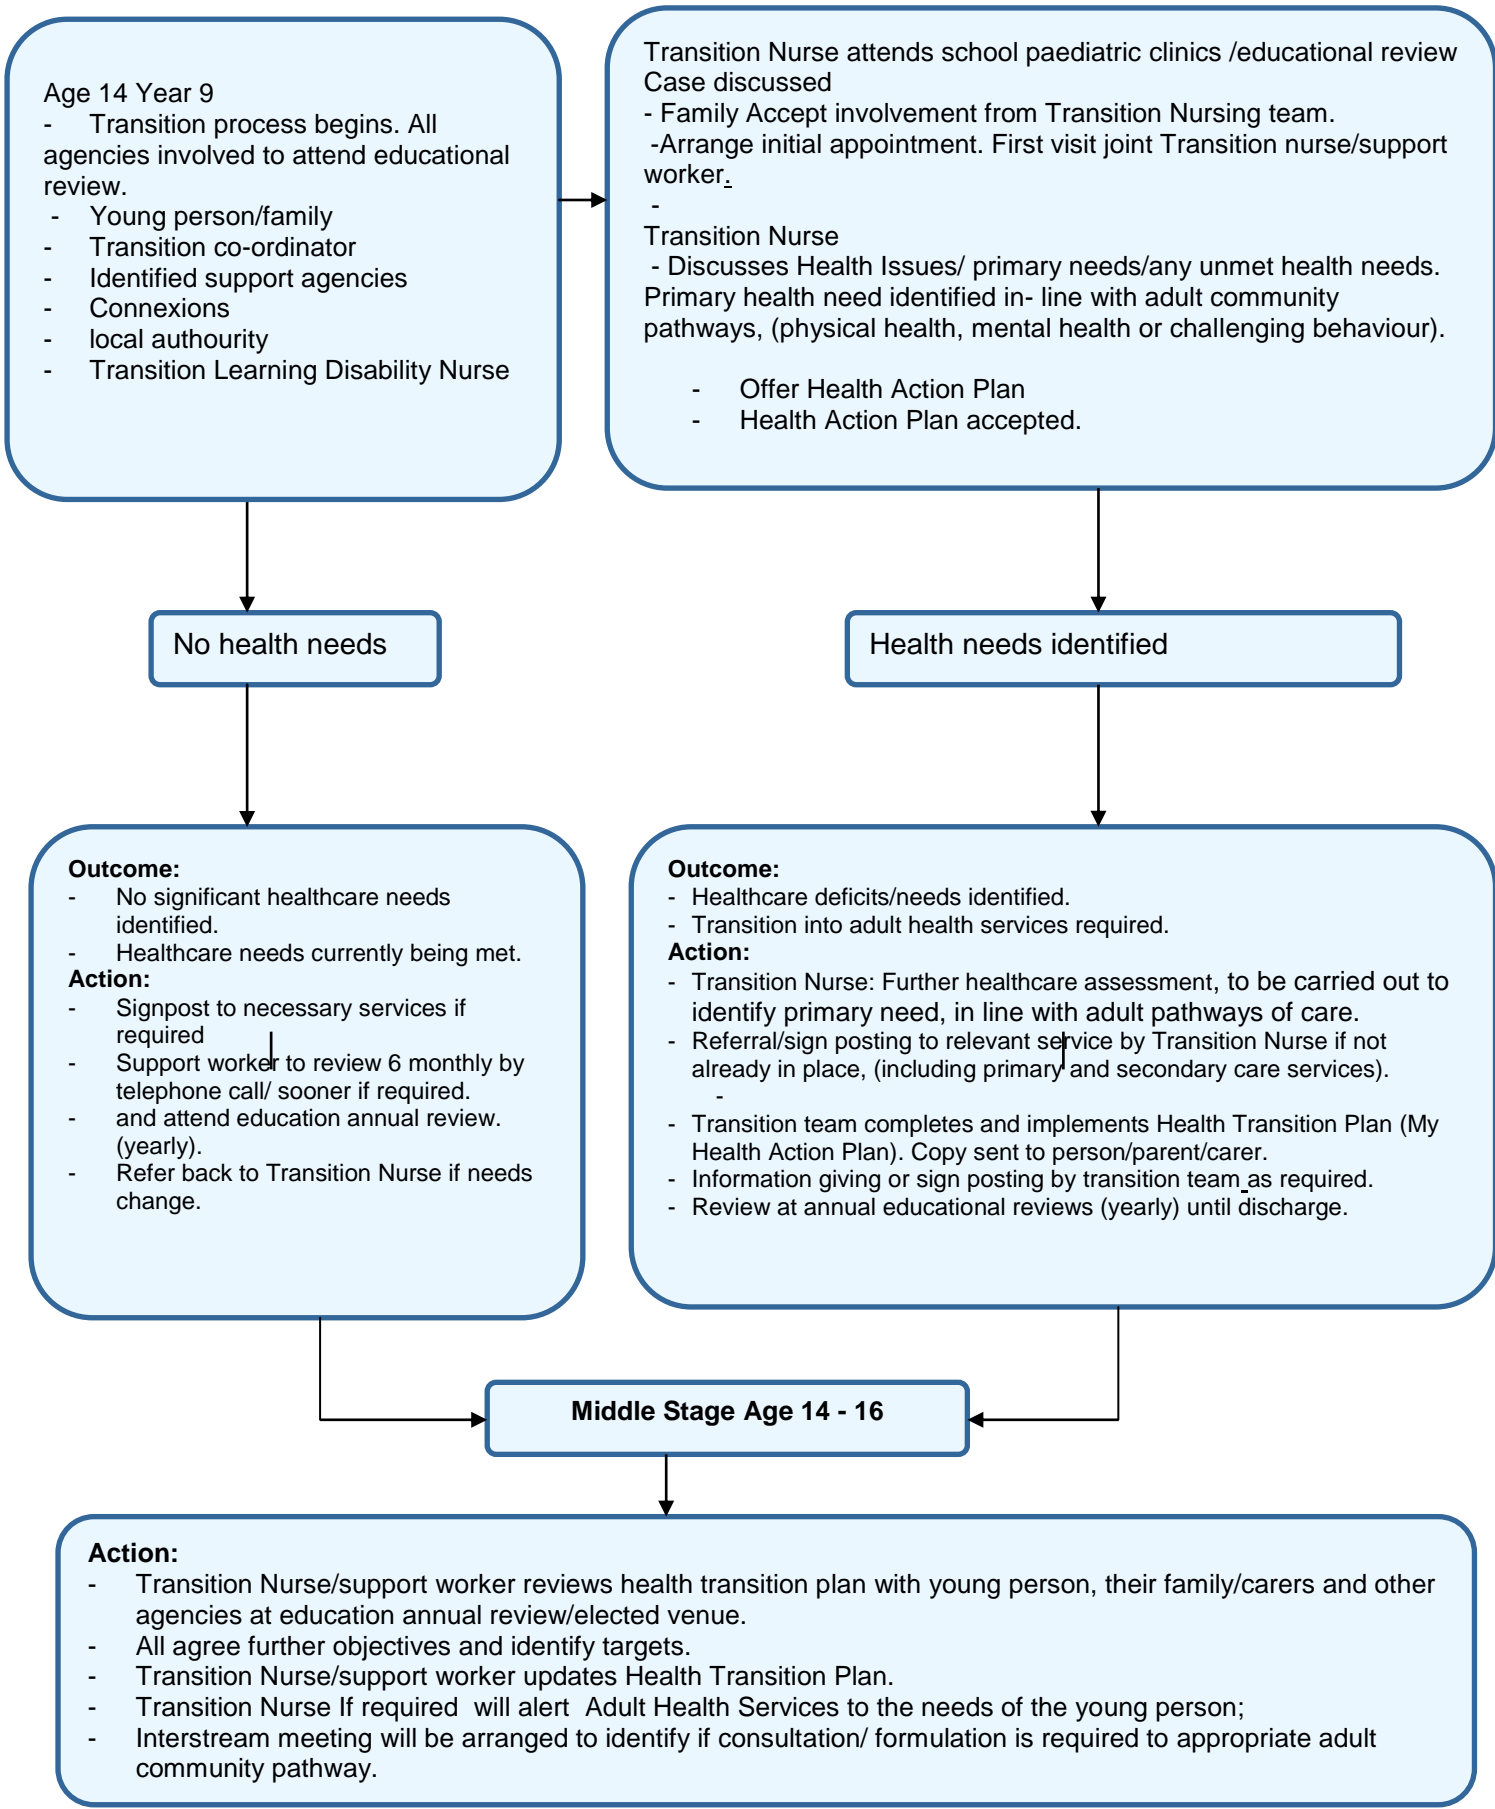 Age 14 Year 9
- Transition process begins. All
agencies involved to attend educational
review.
- Young person/family
- Transition co-ordinator
- Identified support agencies
- Connexions
- local authourity
- Transition Learning Disability Nurse
Transition Nurse attends school paediatric clinics /educational review
Case discussed
- Family Accept involvement from Transition Nursing team.
-Arrange initial appointment. First visit joint Transition nurse/support
worker.
-
Transition Nurse
- Discusses Health Issues/ primary needs/any unmet health needs.
Primary health need identified in- line with adult community
pathways, (physical health, mental health or challenging behaviour).
- Offer Health Action Plan
- Health Action Plan accepted.
No health needs
Health needs identified
Outcome:
- No significant healthcare needs
identified.
- Healthcare needs currently being met.
Action:
- Signpost to necessary services if
required
- Support worker to review 6 monthly by
telephone call/ sooner if required.
- and attend education annual review.
(yearly).
- Refer back to Transition Nurse if needs
change.
Outcome:
- Healthcare deficits/needs identified.
- Transition into adult health services required.
Action:
- Transition Nurse: Further healthcare assessment, to be carried out to
identify primary need, in line with adult pathways of care.
- Referral/sign posting to relevant service by Transition Nurse if not
already in place, (including primary and secondary care services).
-
- Transition team completes and implements Health Transition Plan (My
Health Action Plan). Copy sent to person/parent/carer.
- Information giving or sign posting by transition team as required.
- Review at annual educational reviews (yearly) until discharge.
Middle Stage Age 14 - 16
Action:
- Transition Nurse/support worker reviews health transition plan with young person, their family/carers and other
agencies at education annual review/elected venue.
- All agree further objectives and identify targets.
- Transition Nurse/support worker updates Health Transition Plan.
- Transition Nurse If required will alert Adult Health Services to the needs of the young person;
- Interstream meeting will be arranged to identify if consultation/ formulation is required to appropriate adult
community pathway.